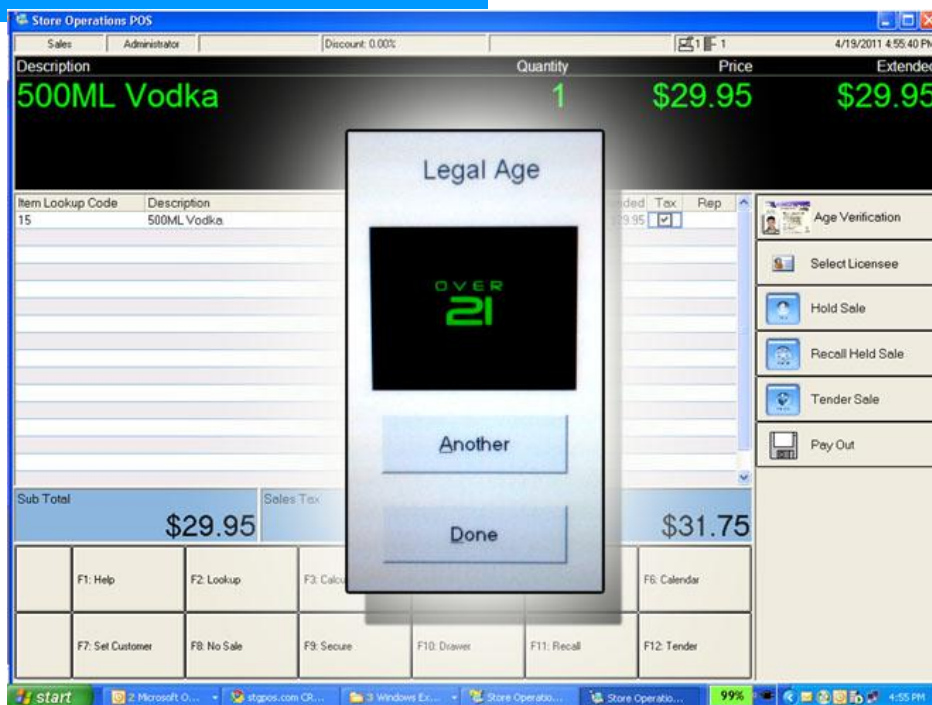 Store Operations POS
Sales Administrator Discount: 0.00% 1 1 4/19/2011 4:55:40 PM
Description Quantity Price Extended
500ML Vodka 1 $29.95 $29.95
Legal Age
OVER
21
Another
Done
Item Lookup Code Description Tax Rep
15 500ML Vodka
Age Verification
Select Licensee
Hold Sale
Recall Held Sale
Tender Sale
Pay Out
Sub Total Sales Tax
$29.95 $31.75
F1: Help F2: Lookup F3: Calcu F6: Calendar
F7: Set Customer F8: No Sale F9: Secure F10: Drawer F11: Recall F12: Tender
start 2 Microsoft O... stgpos.com CR... 3 Windows Ex... Store Operatio... Store Operatio... 99% 4:55 PM